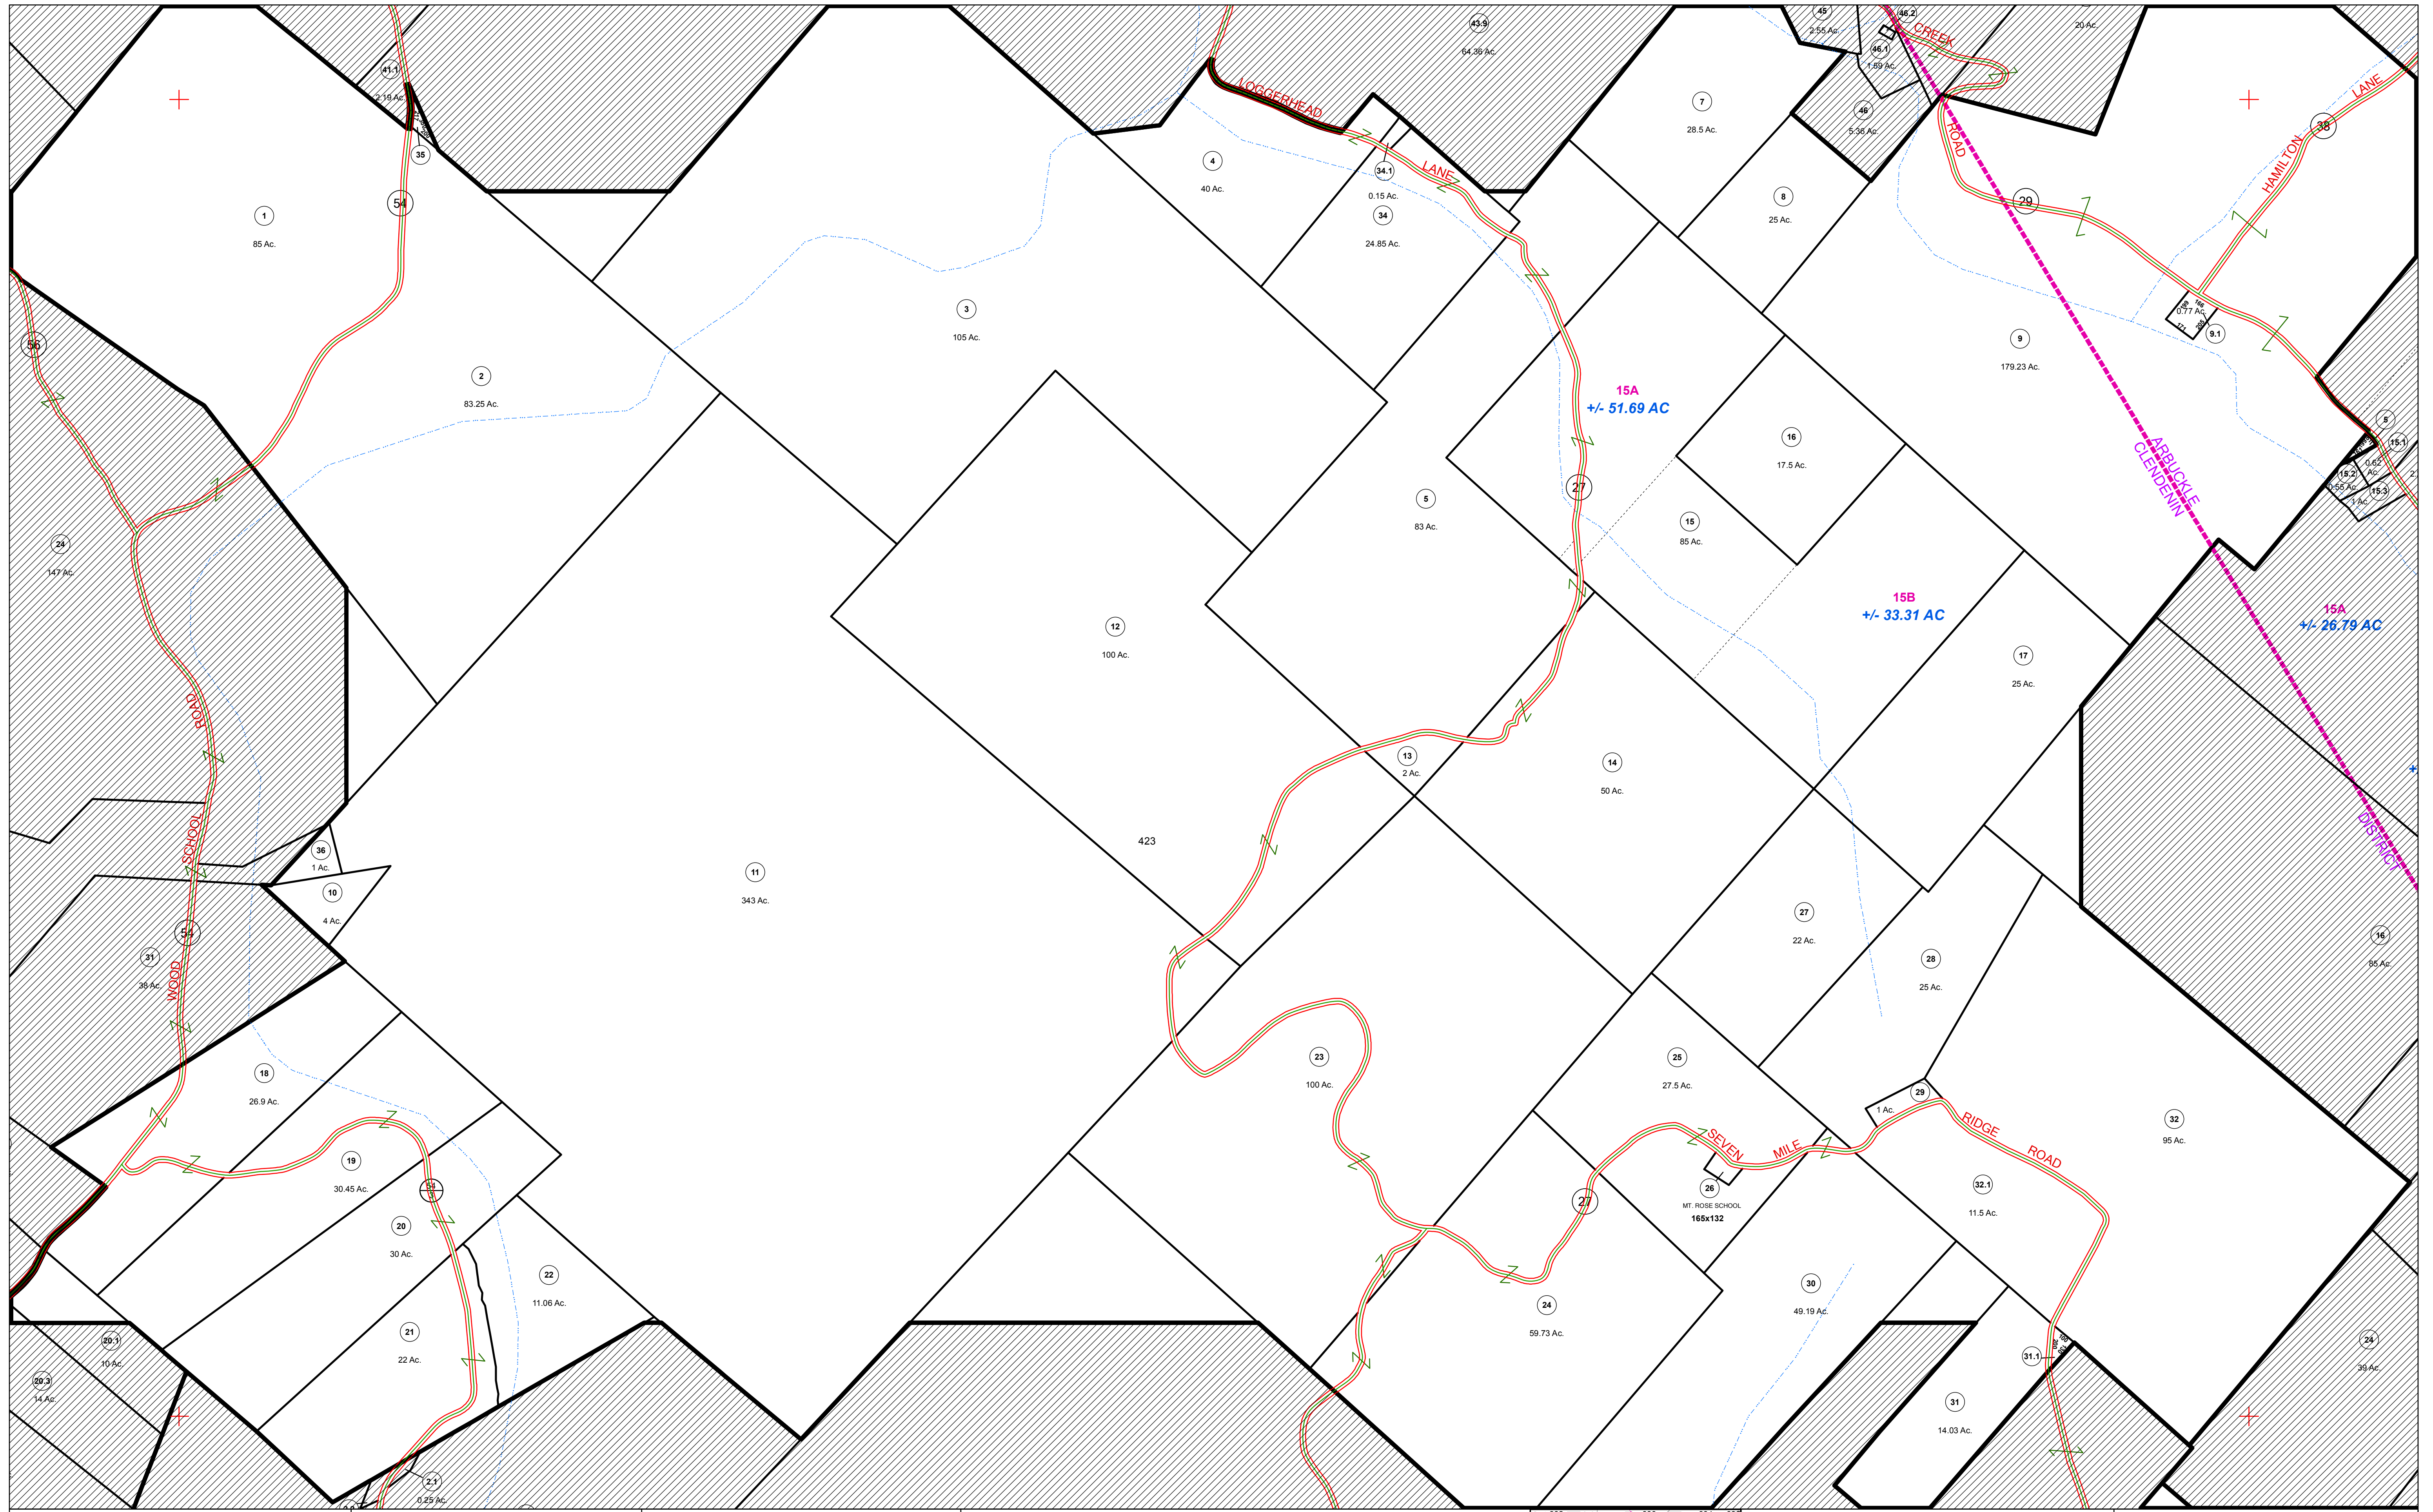 45
2.55 Ac.
46.2
43.9
64.36 Ac.
CREEK
20 Ac.
46.1
1.59 Ac.
41.1
2.19 Ac.
LOGGERHEAD
LANE
7
28.5 Ac.
46
5.36 Ac.
38
ROAD
35
4
40 Ac.
34.1
LANE
0.15 Ac.
34
24.85 Ac.
HAMILTON
8
25 Ac.
54
29
1
85 Ac.
3
105 Ac.
199
166
0.77 Ac.
171
205
9.1
9
179.23 Ac.
56
2
83.25 Ac.
15A
+/- 51.69 AC
5
15.1
0.62
Ac.
16
17.5 Ac.
ARBUCKLE
CLENDENIN
15.2
0.55 Ac.
15.3
1 Ac.
2.
27
5
83 Ac.
15
85 Ac.
24
147 Ac.
15B
+/- 33.31 AC
15A
+/- 26.79 AC
12
100 Ac.
17
25 Ac.
ROAD
13
2 Ac.
14
50 Ac.
+
SCHOOL
DISTRICT
423
36
1 Ac.
11
343 Ac.
10
4 Ac.
27
22 Ac.
54
16
85 Ac.
31
38 Ac.
28
25 Ac.
WOOD
23
100 Ac.
25
27.5 Ac.
18
26.9 Ac.
29
1 Ac.
32
95 Ac.
RIDGE
ROAD
SEVEN
MILE
19
30.45 Ac.
54
3
26
MT. ROSE SCHOOL
165x132
27
32.1
11.5 Ac.
20
30 Ac.
22
11.06 Ac.
30
49.19 Ac.
24
59.73 Ac.
21
22 Ac.
20.1
10 Ac.
100
200
31.1
24
39 Ac.
20.3
14 Ac.
31
14.03 Ac.
2.1
0.25 Ac.